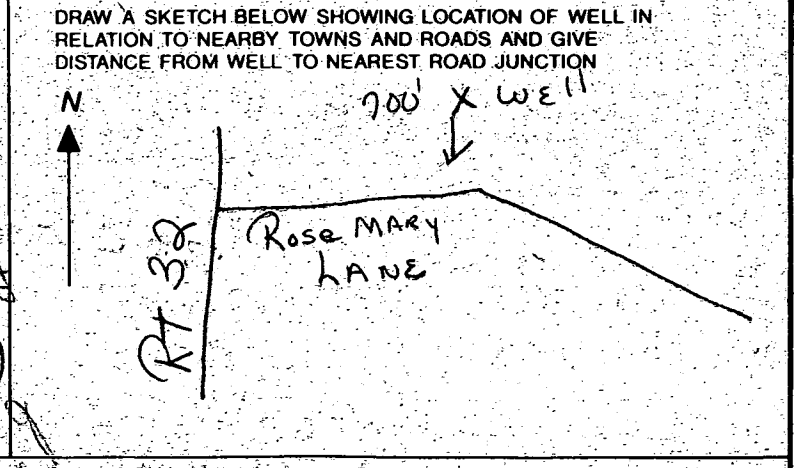 DRAW A SKETCH BELOW SHOWING LOCATION OF WELL IN
RELATION TO NEARBY TOWNS AND ROADS AND GIVE
DISTANCE FROM WELL TO NEAREST ROAD JUNCTION
N
700' X WELL
Rose MARY
LANE
RT 32